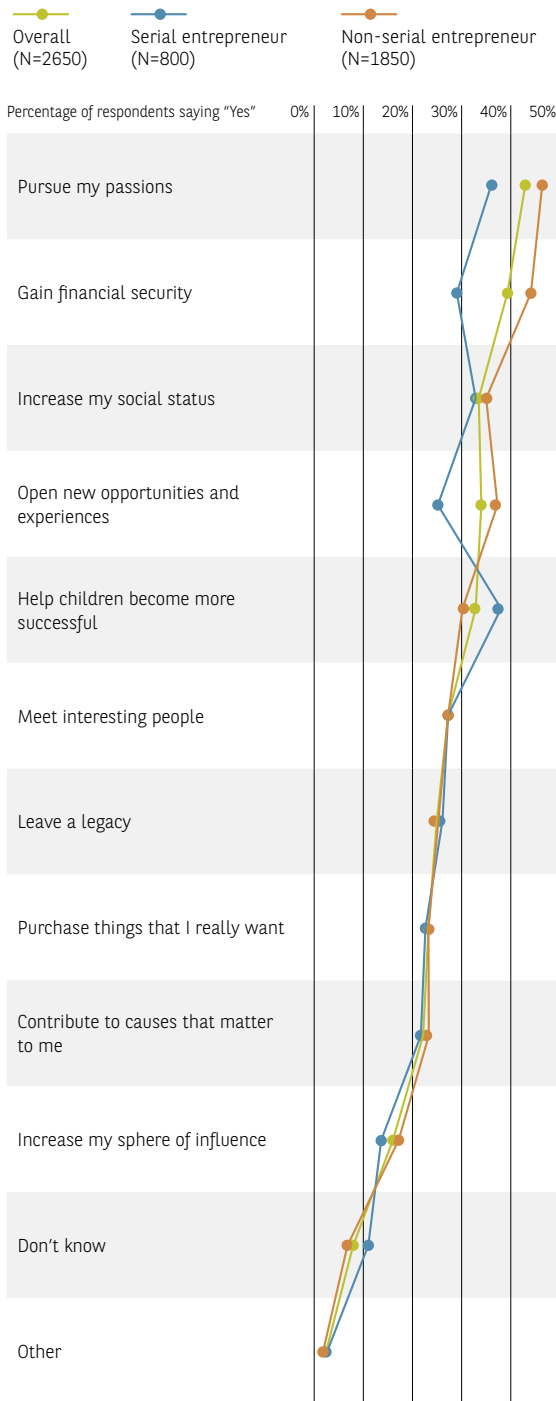 Overall
(N=2650)
Serial entrepreneur
(N=800)
Non-serial entrepreneur
(N=1850)
Percentage of respondents saying “Yes” 0% 10% 20% 30% 40% 50%
Pursue my passions
Gain financial security
Increase my social status
Open new opportunities and
experiences
Help children become more
successful
Meet interesting people
Leave a legacy
Purchase things that I really want
Contribute to causes that matter
to me
Increase my sphere of influence
Don't know
Other